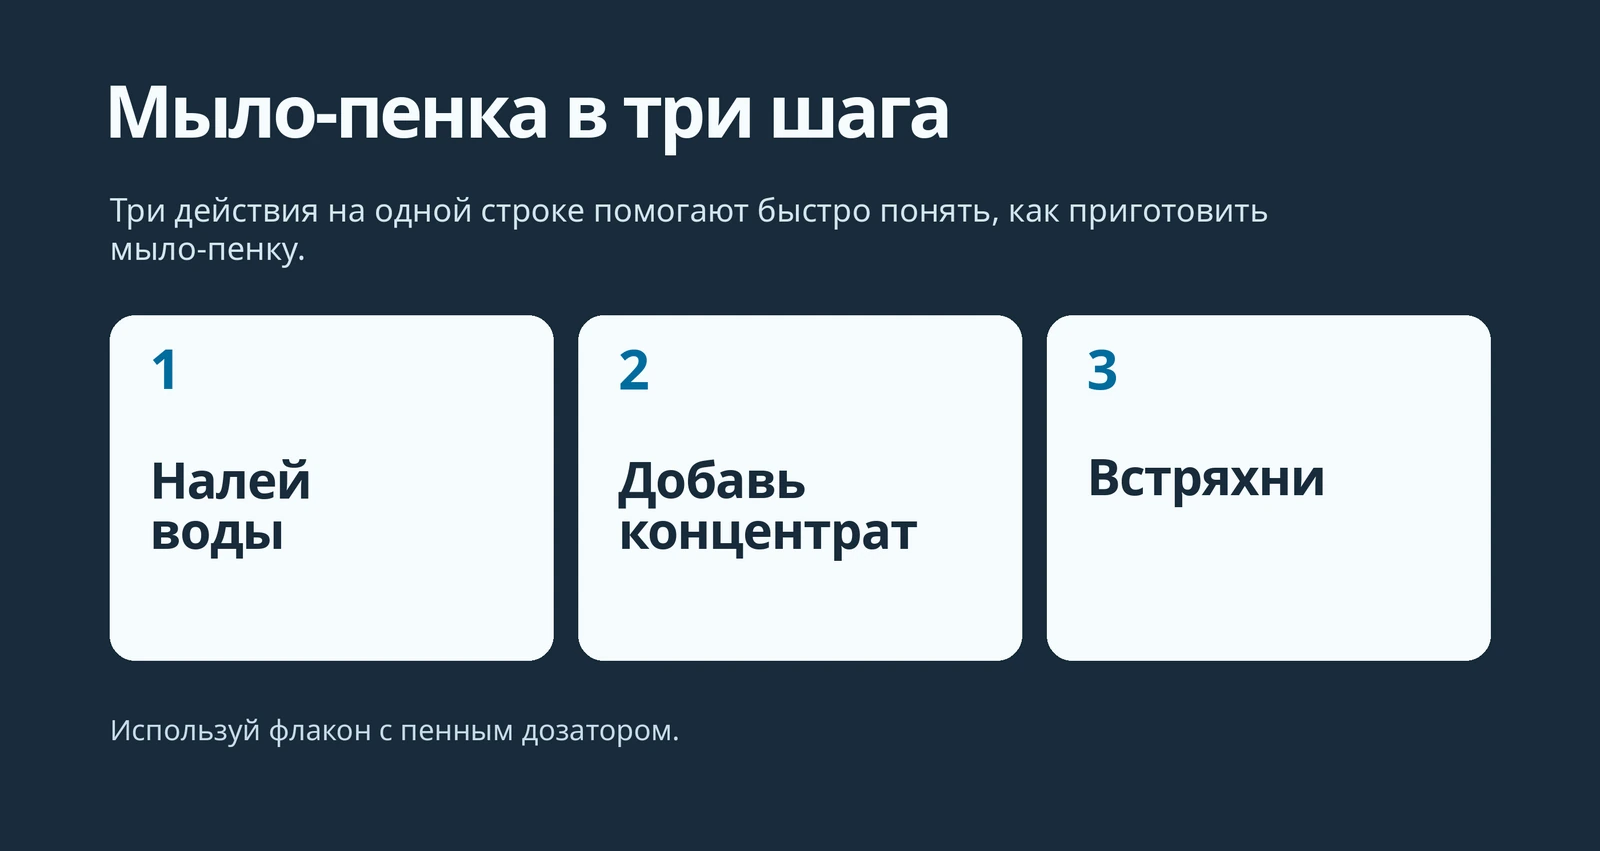 Мыло-пенка в три шага
Три действия на одной строке помогают быстро понять, как приготовить
мыло-пенку.
1
Налей
воды
2
Добавь
концентрат
3
Встряхни
Используй флакон с пенным дозатором.